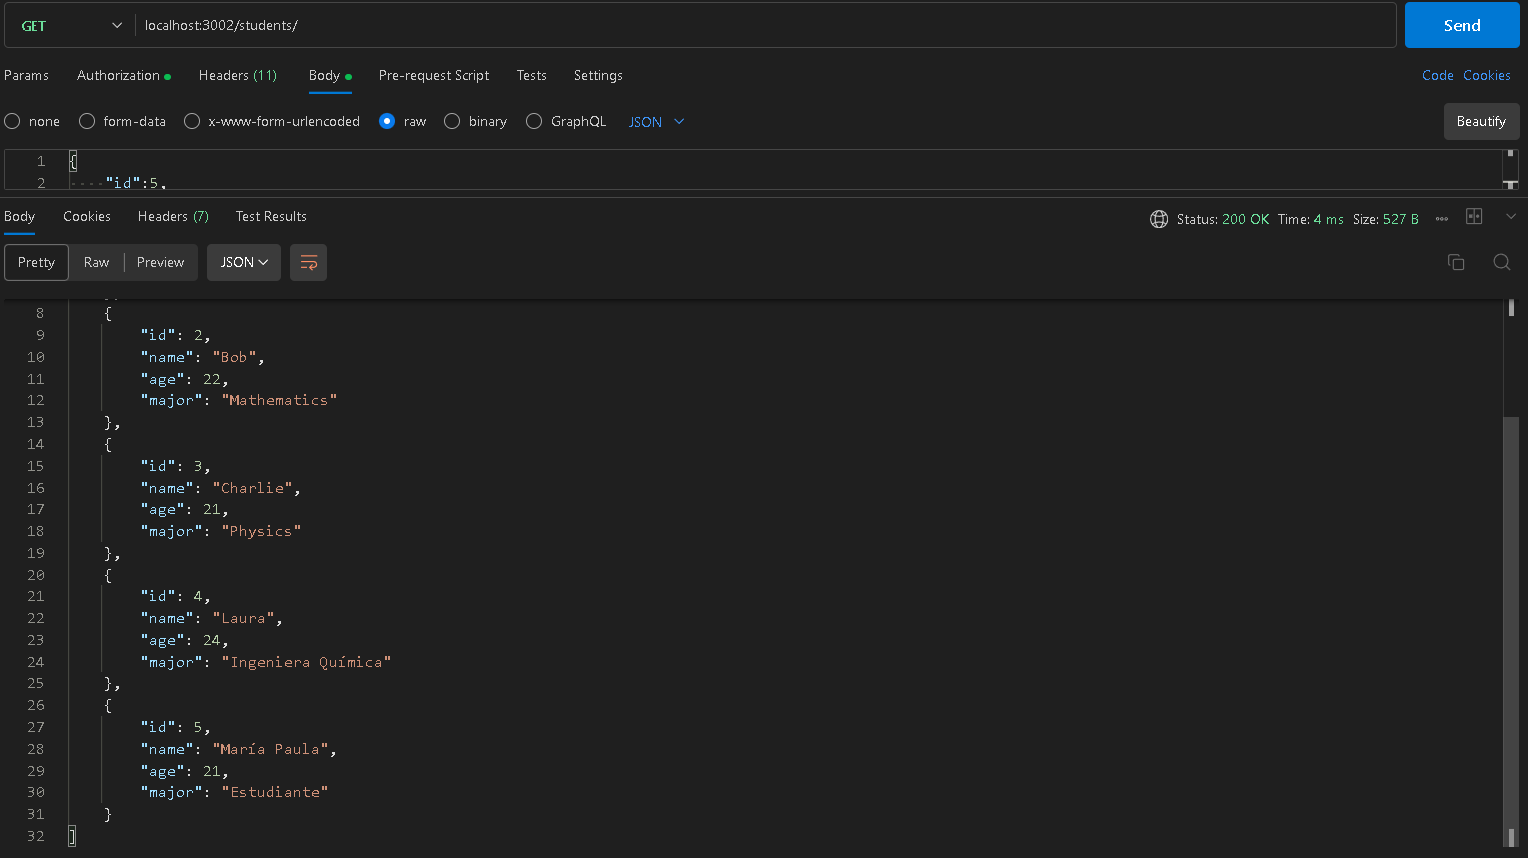 GET localhost:3002/students/ Send
Params Authorization Headers (11) Body Pre-request Script Tests Settings Code Cookies
none form-data x-www-form-urlencoded raw binary GraphQL JSON Beautify
1 {
2 "id":5,
Body Cookies Headers (7) Test Results Status: 200 OK Time: 4 ms Size: 527 B
Pretty Raw Preview JSON
8 {
9 "id": 2,
10 "name": "Bob",
11 "age": 22,
12 "major": "Mathematics"
13 },
14 {
15 "id": 3,
16 "name": "Charlie",
17 "age": 21,
18 "major": "Physics"
19 },
20 {
21 "id": 4,
22 "name": "Laura",
23 "age": 24,
24 "major": "Ingeniera Química"
25 },
26 {
27 "id": 5,
28 "name": "María Paula",
29 "age": 21,
30 "major": "Estudiante"
31 }
32 ]